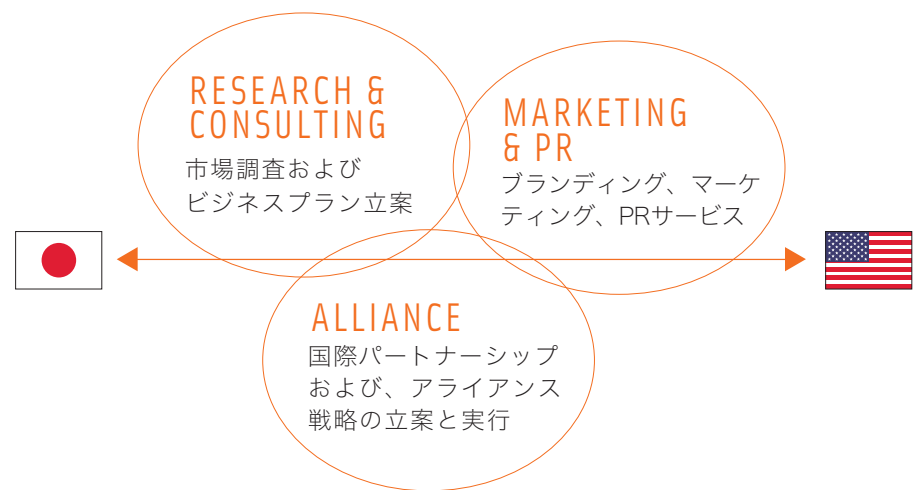 RESEARCH &
CONSULTING
市場調査および
ビジネスプラン立案
MARKETING
& PR
ブランディング、マーケ
ティング、PRサービス
ALLIANCE
国際パートナーシップ
および、アライアンス
戦略の立案と実行